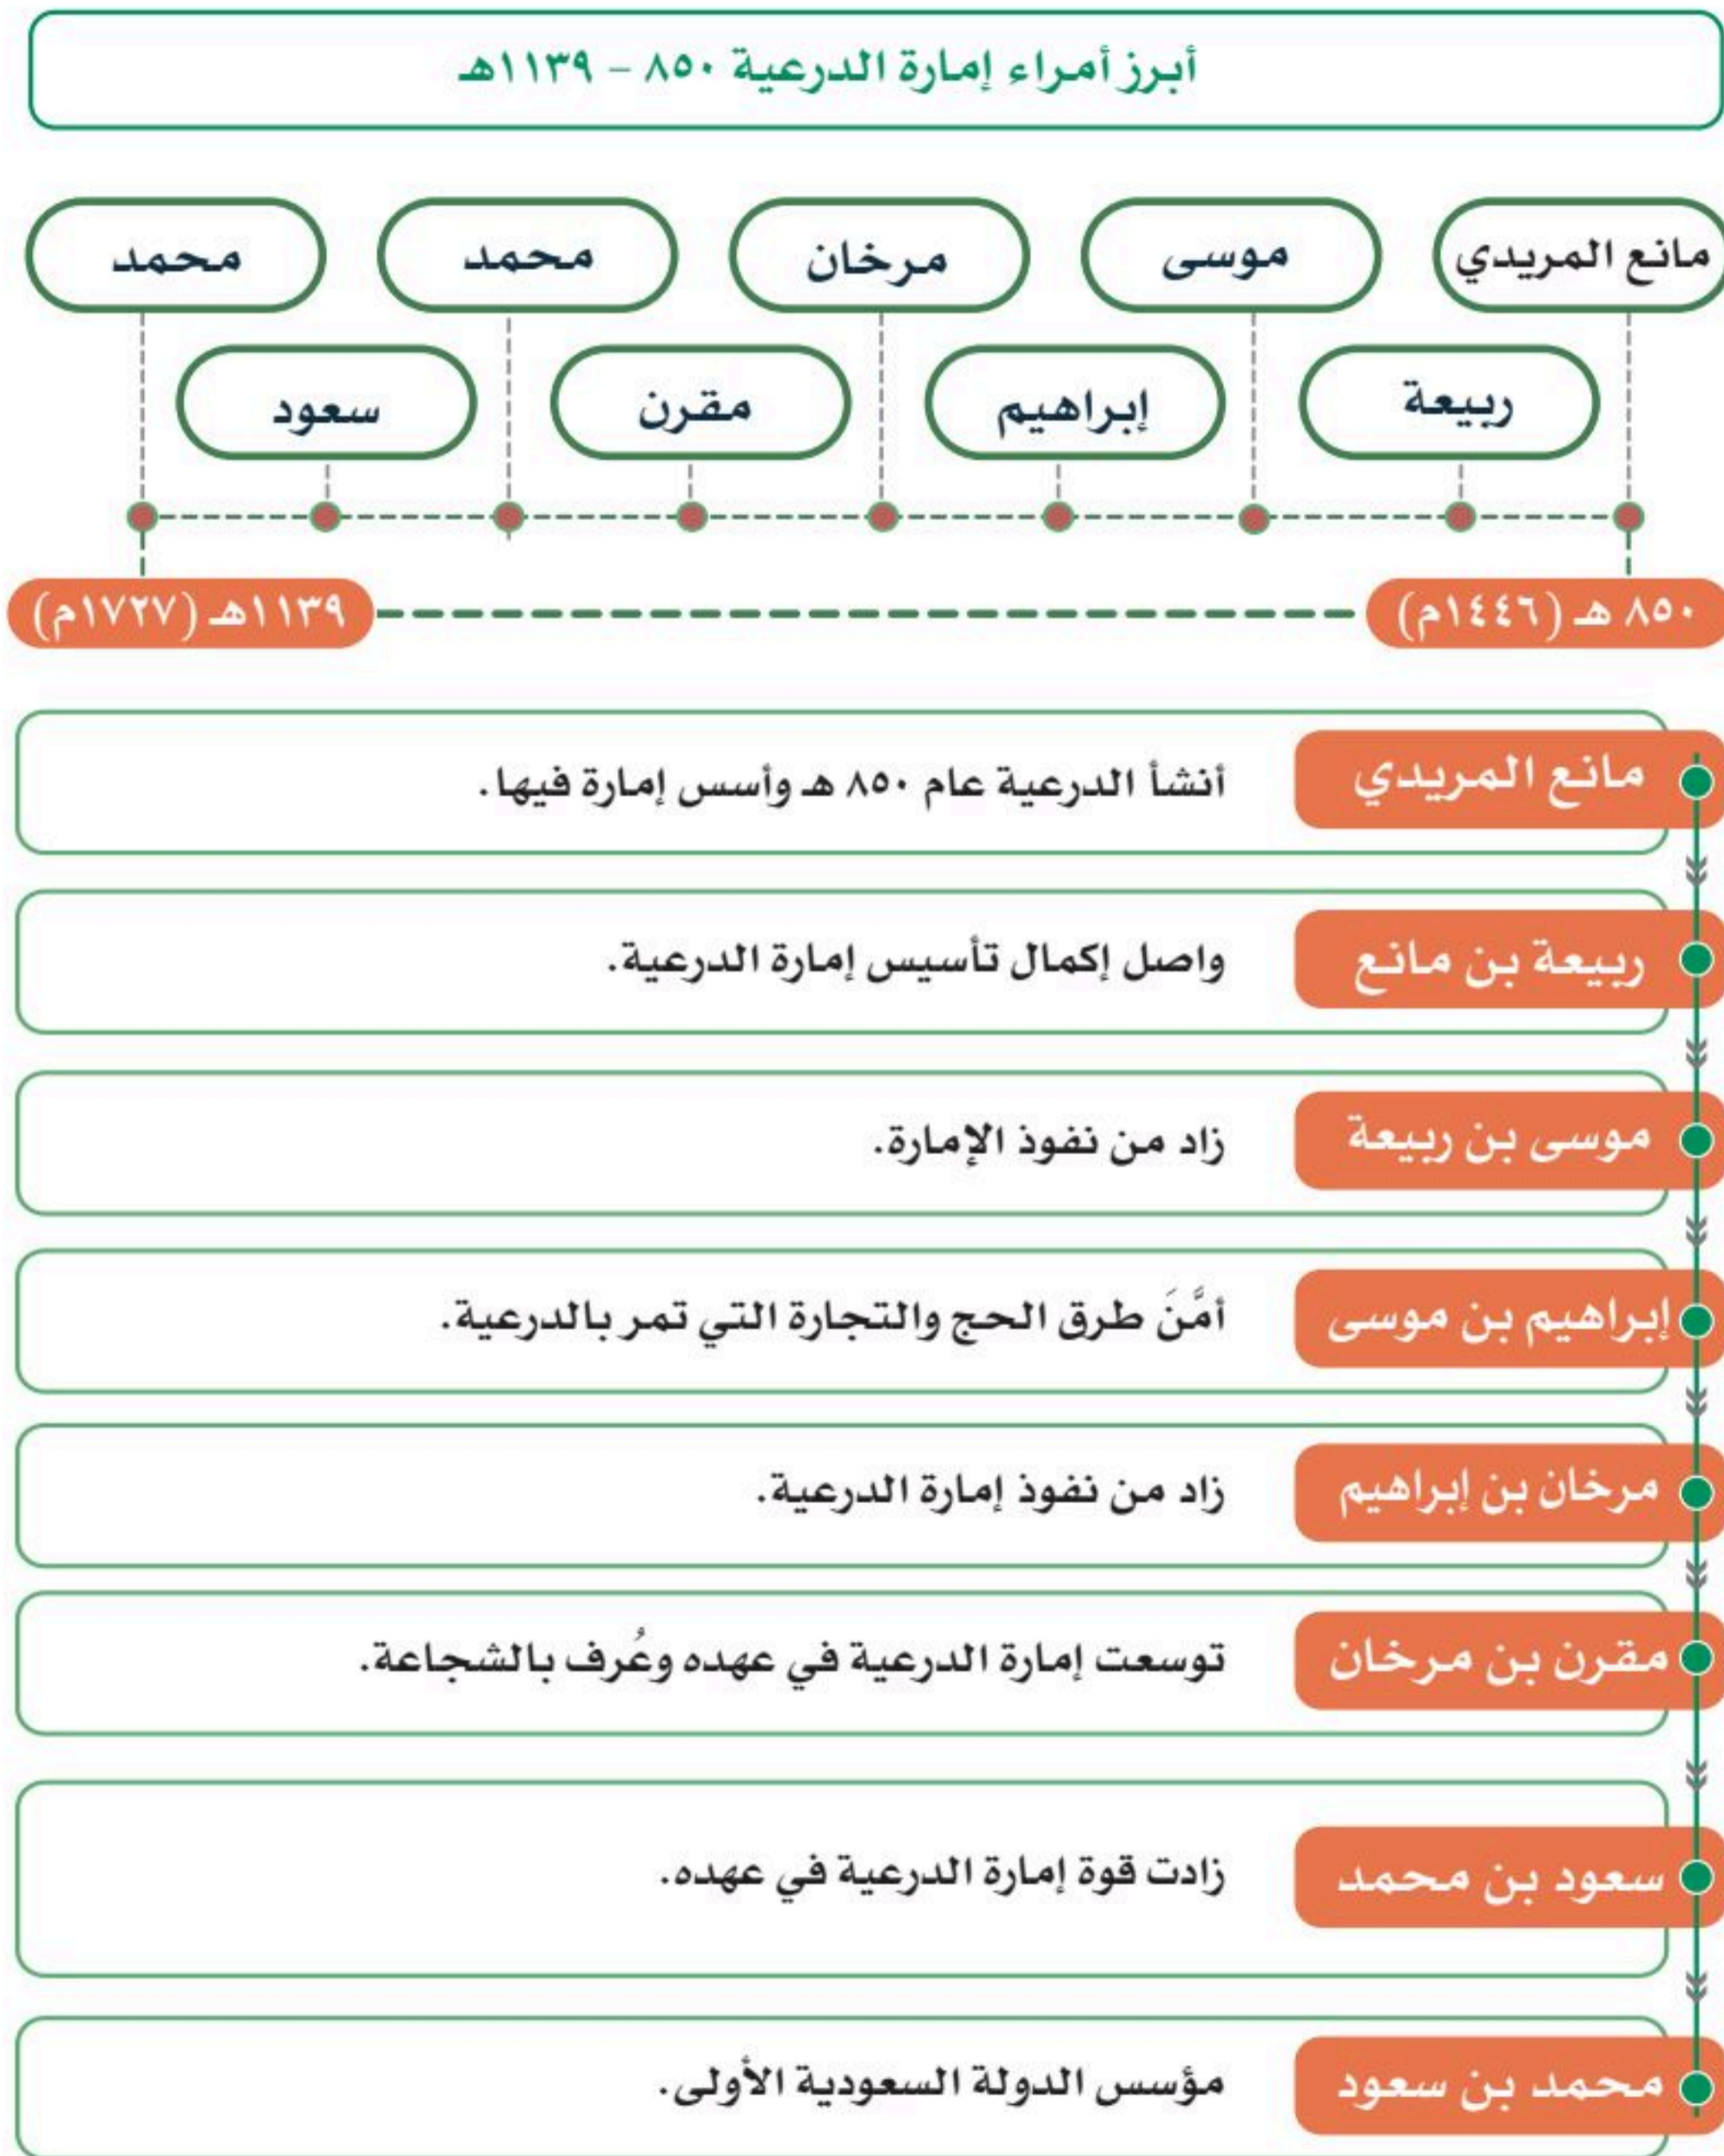 أبرز أمراء إمارة الدرعية ٨٥٠ – ١١٣٩هـ
مانع المريدي
موسى
مرخان
محمد
محمد
ربيعة
إبراهيم
مقرن
سعود
٨٥٠ هـ (١٤٤٦م)
١١٣٩هـ (١٧٢٧م)
مانع المريدي
أنشأ الدرعية عام ٨٥٠ هـ وأسس إمارة فيها.
ربيعة بن مانع
واصل إكمال تأسيس إمارة الدرعية.
موسى بن ربيعة
زاد من نفوذ الإمارة.
إبراهيم بن موسى
أمَّنَ طرق الحج والتجارة التي تمر بالدرعية.
مرخان بن إبراهيم
زاد من نفوذ إمارة الدرعية.
مقرن بن مرخان
توسعت إمارة الدرعية في عهده وعُرف بالشجاعة.
سعود بن محمد
زادت قوة إمارة الدرعية في عهده.
محمد بن سعود
مؤسس الدولة السعودية الأولى.